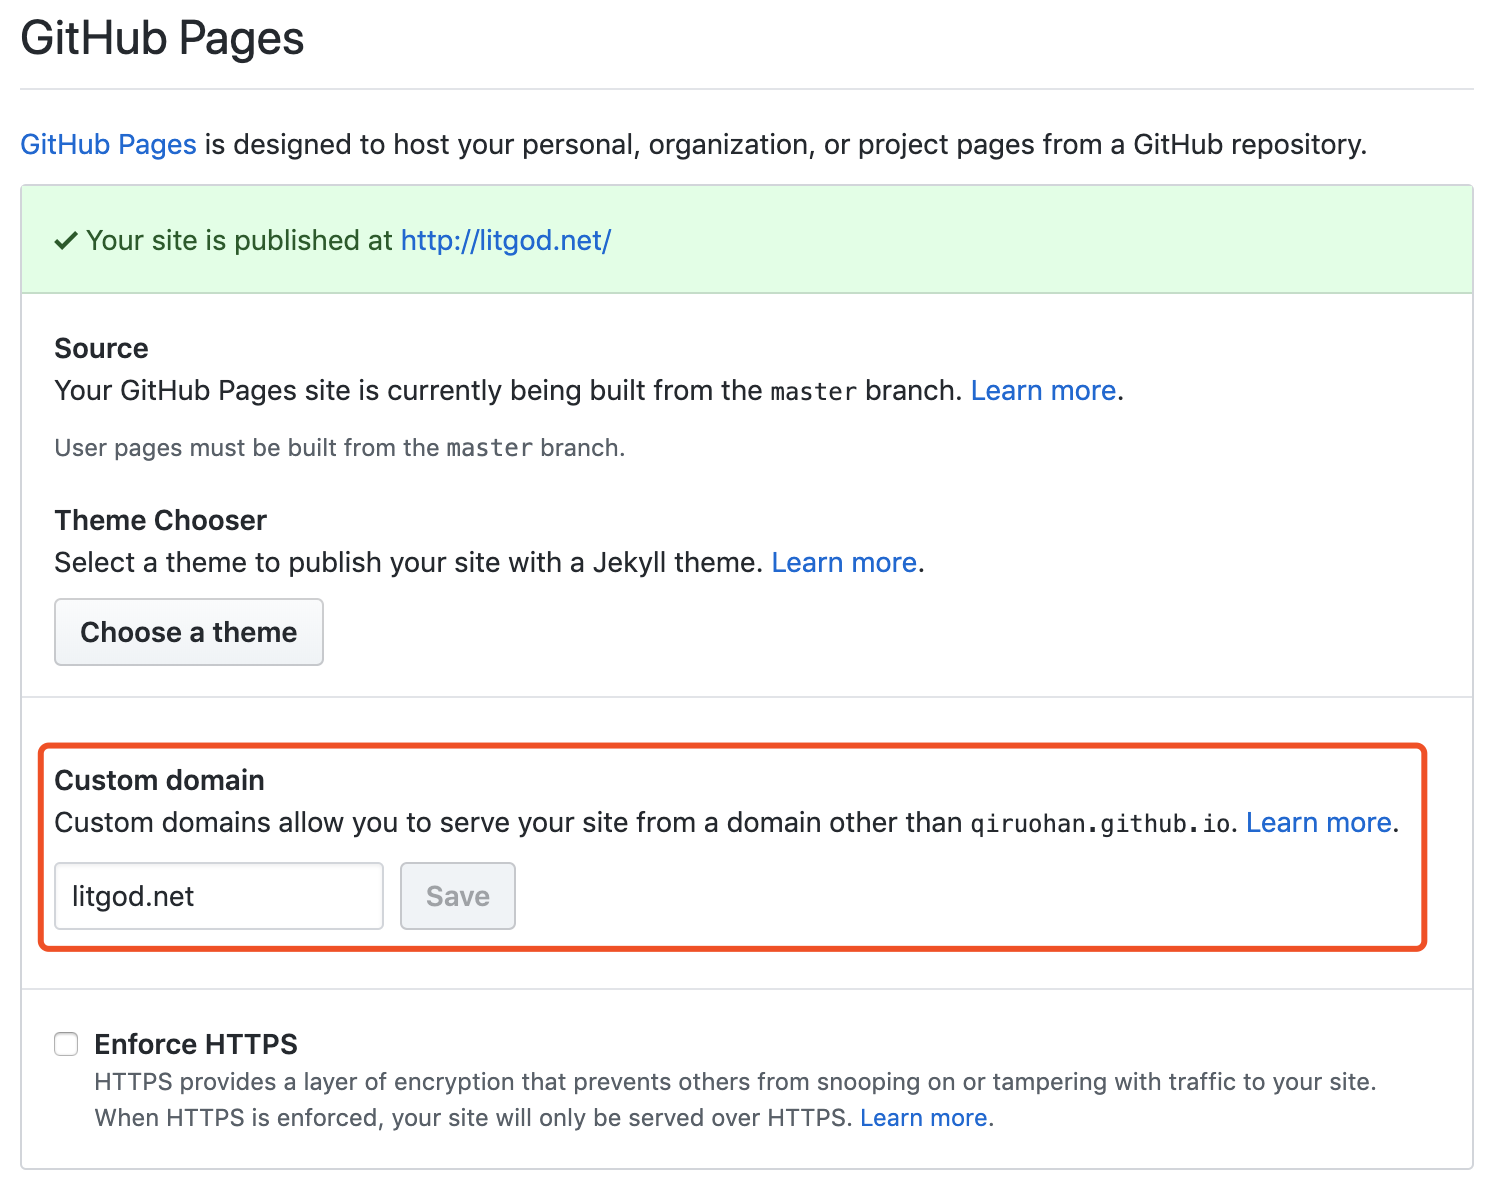 GitHub Pages
GitHub Pages is designed to host your personal, organization, or project pages from a GitHub repository.
✓ Your site is published at http://litgod.net/
Source
Your GitHub Pages site is currently being built from the master branch. Learn more.
User pages must be built from the master branch.
Theme Chooser
Select a theme to publish your site with a Jekyll theme. Learn more.
Choose a theme
Custom domain
Custom domains allow you to serve your site from a domain other than qiruohan.github.io. Learn more.
litgod.net Save
Enforce HTTPS
HTTPS provides a layer of encryption that prevents others from snooping on or tampering with traffic to your site.
When HTTPS is enforced, your site will only be served over HTTPS. Learn more.